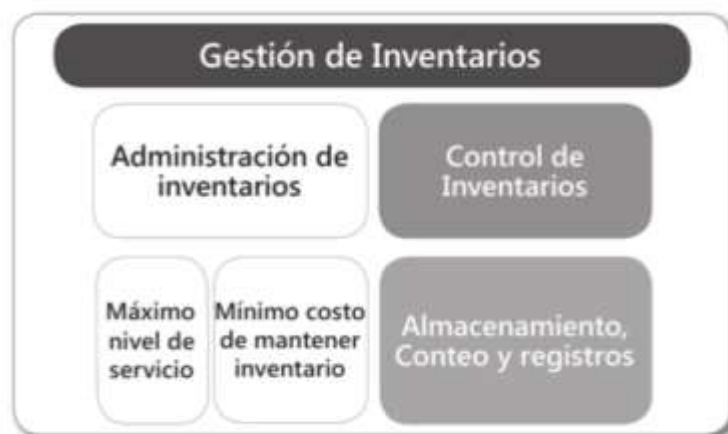 Gestión de Inventarios
Administración de
inventarios
Control de
Inventarios
Máximo
nivel de
servicio
Mínimo costo
de mantener
inventario
Almacenamiento,
Conteo y registros